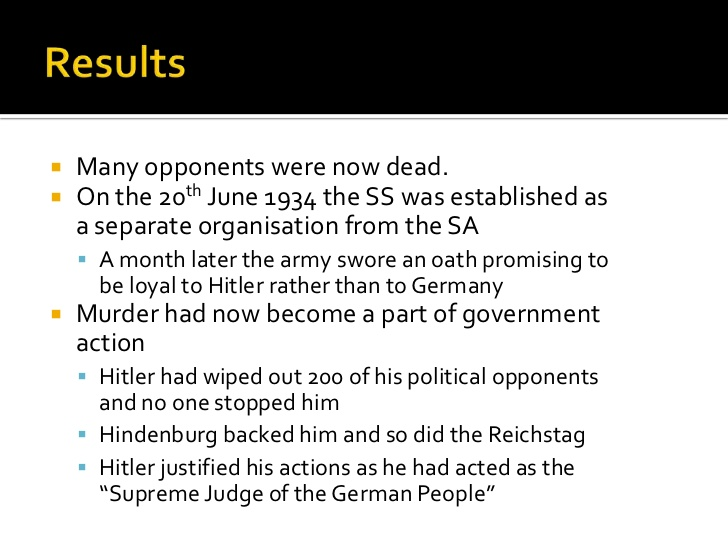 Results
Many opponents were now dead.
On the 20th June 1934 the SS was established as
a separate organisation from the SA
A month later the army swore an oath promising to
be loyal to Hitler rather than to Germany
Murder had now become a part of government
action
Hitler had wiped out 200 of his political opponents
and no one stopped him
Hindenburg backed him and so did the Reichstag
Hitler justified his actions as he had acted as the
“Supreme Judge of the German People”